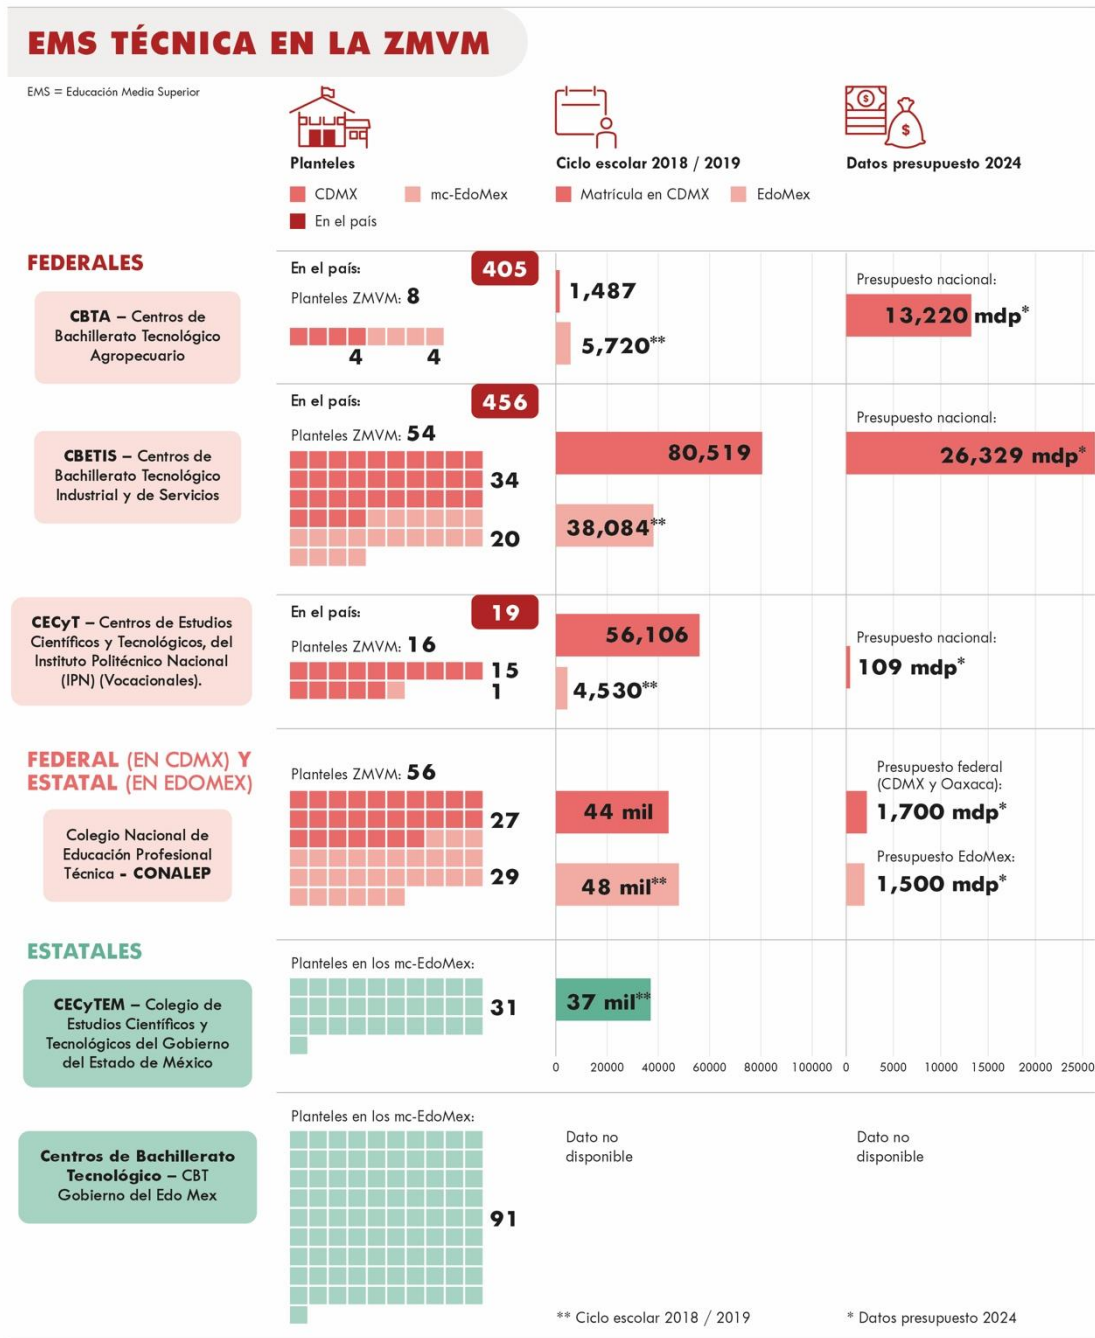 EMS TÉCNICA EN LA ZMVM
EMS = Educación Media Superior
Planteles
CDMX
mc-EdoMex
En el país
Ciclo escolar 2018 / 2019
Matrícula en CDMX
EdoMex
Datos presupuesto 2024
FEDERALES
CBTA – Centros de
Bachillerato Tecnológico
Agropecuario
En el país:
405
Planteles ZMVM: 8
4
4
1,487
5,720**
Presupuesto nacional:
13,220 mdp*
CBETIS – Centros de
Bachillerato Tecnológico
Industrial y de Servicios
En el país:
456
Planteles ZMVM: 54
34
20
80,519
38,084**
Presupuesto nacional:
26,329 mdp*
CECyT – Centros de Estudios
Científicos y Tecnológicos, del
Instituto Politécnico Nacional
(IPN) (Vocacionales).
En el país:
19
Planteles ZMVM: 16
15
1
56,106
4,530**
Presupuesto nacional:
109 mdp*
FEDERAL (EN CDMX) Y
ESTATAL (EN EDOMEX)
Colegio Nacional de
Educación Profesional
Técnica - CONALEP
Planteles ZMVM: 56
27
29
44 mil
48 mil**
Presupuesto federal
(CDMX y Oaxaca):
1,700 mdp*
Presupuesto EdoMex:
1,500 mdp*
ESTATALES
CECyTEM – Colegio de
Estudios Científicos y
Tecnológicos del Gobierno
del Estado de México
Planteles en los mc-EdoMex:
31
37 mil**
0 20000 40000 60000 80000 100000
0 5000 10000 15000 20000 25000
Centros de Bachillerato
Tecnológico – CBT
Gobierno del Edo Mex
Planteles en los mc-EdoMex:
91
Dato no
disponible
Dato no
disponible
** Ciclo escolar 2018 / 2019
* Datos presupuesto 2024